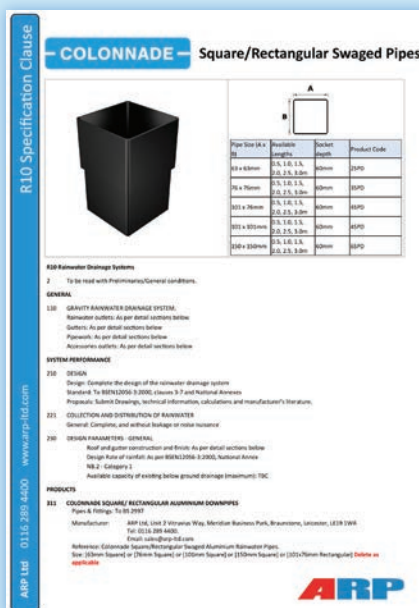 R10 Specification Clause
COLONNADE
Square/Rectangular Swaged Pipes
A
B
Pipe Size (A x B) Available Lengths Socket depth Product Code
63 x 63mm 0.5, 1.0, 1.5, 2.0, 2.5, 3.0m 60mm 25PD
76 x 76mm 0.5, 1.0, 1.5, 2.0, 2.5, 3.0m 60mm 35PD
101 x 76mm 0.5, 1.0, 1.5, 2.0, 2.5, 3.0m 60mm 45PD
101 x 101mm 0.5, 1.0, 1.5, 2.0, 2.5, 3.0m 60mm 45PD
150 x 150mm 0.5, 1.0, 1.5, 2.0, 2.5, 3.0m 60mm 65PD
R10 Rainwater Drainage Systems
2 To be read with Preliminaries/General conditions.
GENERAL
110 GRAVITY RAINWATER DRAINAGE SYSTEM:
Rainwater outlets: As per detail sections below
Gutters: As per detail sections below
Pipework: As per detail sections below
Accessories outlets: As per detail sections below
SYSTEM PERFORMANCE
210 DESIGN
Design: Complete the design of the rainwater drainage system
Standard: To BSEN12056-3:2000, clauses 3-7 and National Annexes
Proposals: Submit Drawings, technical information, calculations and manufacturer's literature.
221 COLLECTION AND DISTRIBUTION OF RAINWATER
General: Complete, and without leakage or noise nuisance
230 DESIGN PARAMETERS - GENERAL
Roof and gutter construction and finish: As per detail sections below
Design Rate of rainfall: As per BSEN12056-3:2000, National Annex
NB.2 - Category 1
Available capacity of existing below ground drainage (maximum): TBC
PRODUCTS
311 COLONNADE SQUARE/ RECTANGULAR ALUMINIUM DOWNPIPES
Pipes & Fittings: To BS 2997
Manufacturer: ARP Ltd, Unit 2 Vitruvius Way, Meridian Business Park, Braunstone, Leicester, LE19 1WA
Tel: 0116 289 4400.
Email: sales@arp-ltd.com
Reference: Colonnade Square/Rectangular Swaged Aluminium Rainwater Pipes.
Size: [63mm Square] or [76mm Square] or [100mm Square] or [150mm Square] or [101x76mm Rectangular] Delete as
applicable
ARP Ltd 0116 289 4400 www.arp-ltd.com
ARP